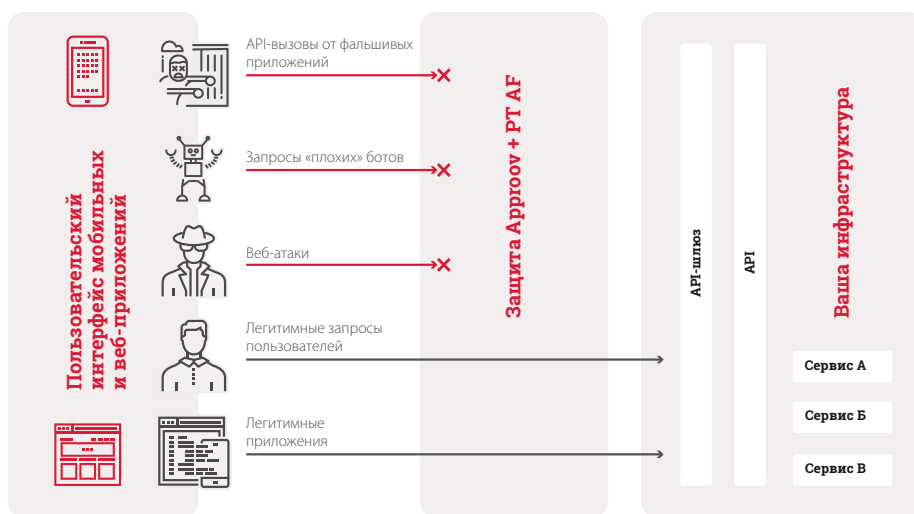 Пользовательский
интерфейс мобильных
и веб-приложений
API-вызовы от фальшивых
приложений
Запросы «плохих» ботов
Веб-атаки
Легитимные запросы
пользователей
Легитимные
приложения
Защита Approov + PT AF
API-шлюз
API
Ваша инфраструктура
Сервис А
Сервис Б
Сервис В